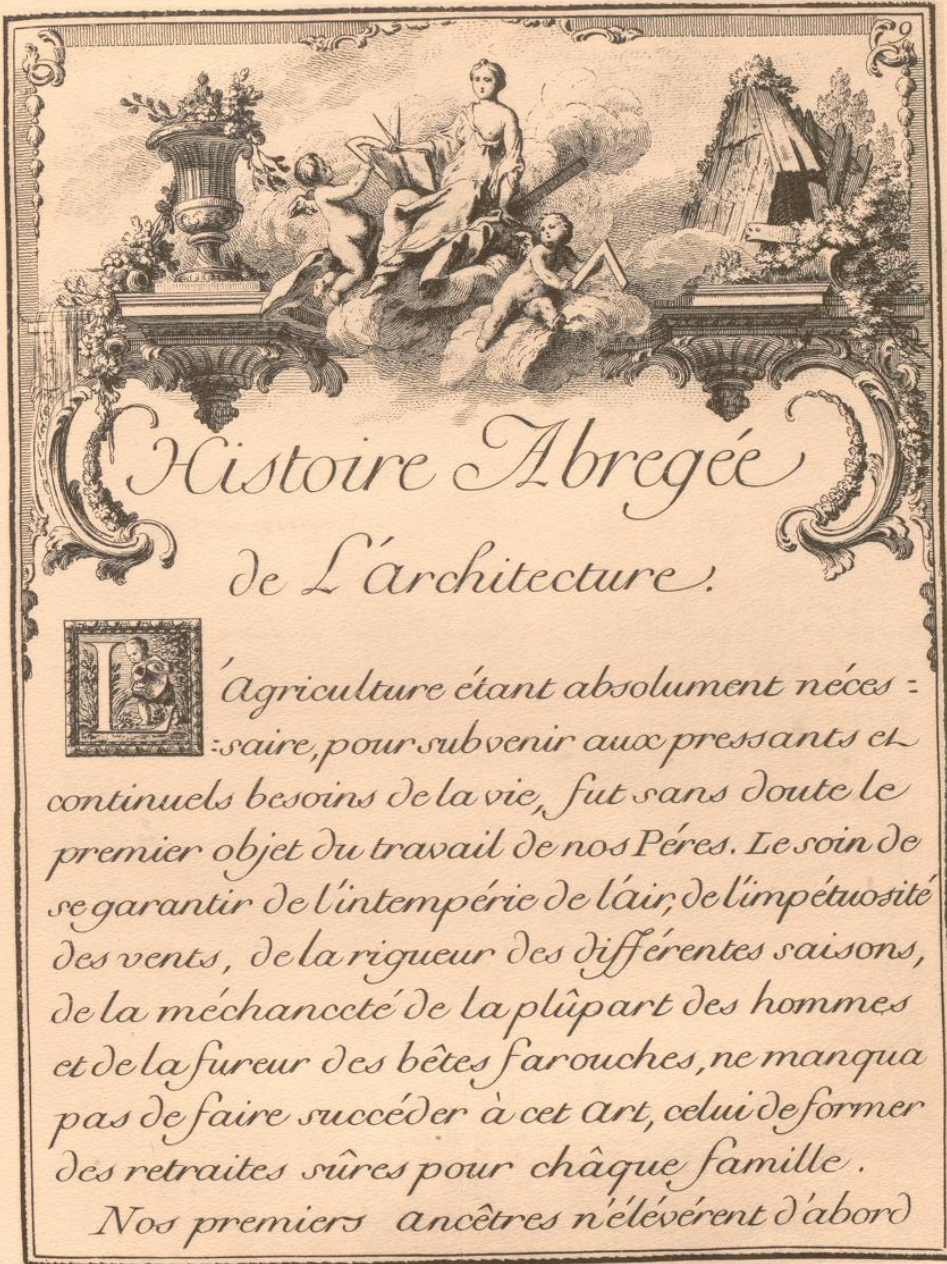 9
Histoire Abregée
de L'Architecture.
L'Agriculture étant absolument néces=
=saire, pour subvenir aux pressants et
continuels besoins de la vie, fut sans doute le
premier objet du travail de nos Péres. Le soin de
se garantir de l'intempérie de l'air, de l'impétuosité
des vents, de la rigueur des différentes saisons,
de la méchanceté de la plûpart des hommes
et de la fureur des bêtes farouches, ne manqua
pas de faire succéder à cet Art, celui de former
des retraites sûres pour châque famille.
Nos premiers Ancêtres n'élévérent d'abord